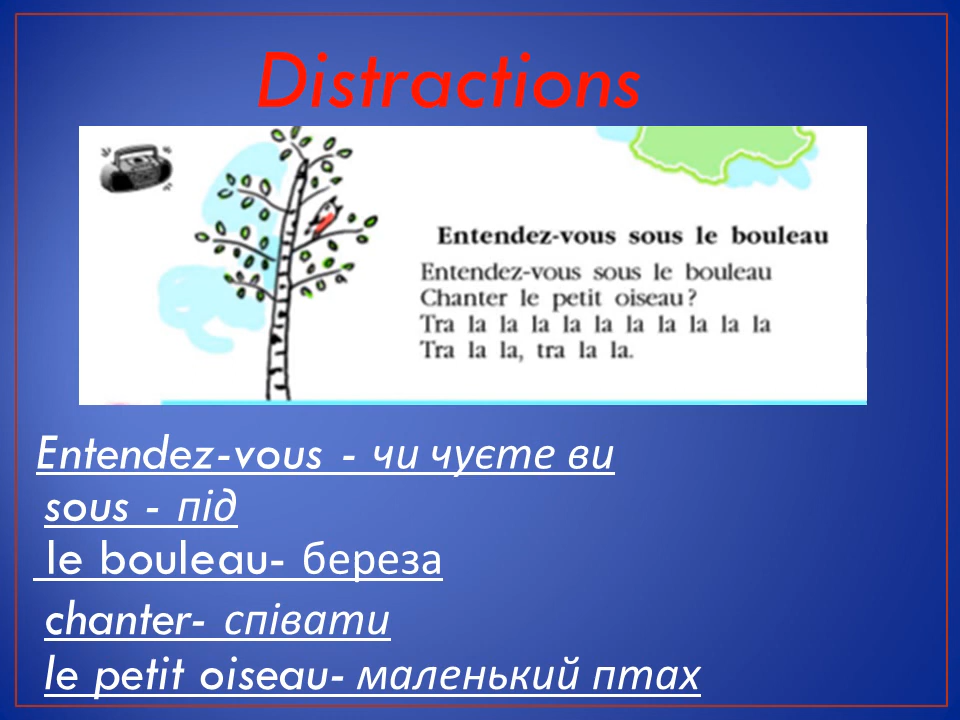 Distractions
Entendez-vous sous le bouleau
Entendez-vous sous le bouleau
Chanter le petit oiseau?
Tra la la la la la la la la la la
Tra la la, tra la la.
Entendez-vous - чи чуєте ви
sous - під
le bouleau- береза
chanter- співати
le petit oiseau- маленький птах